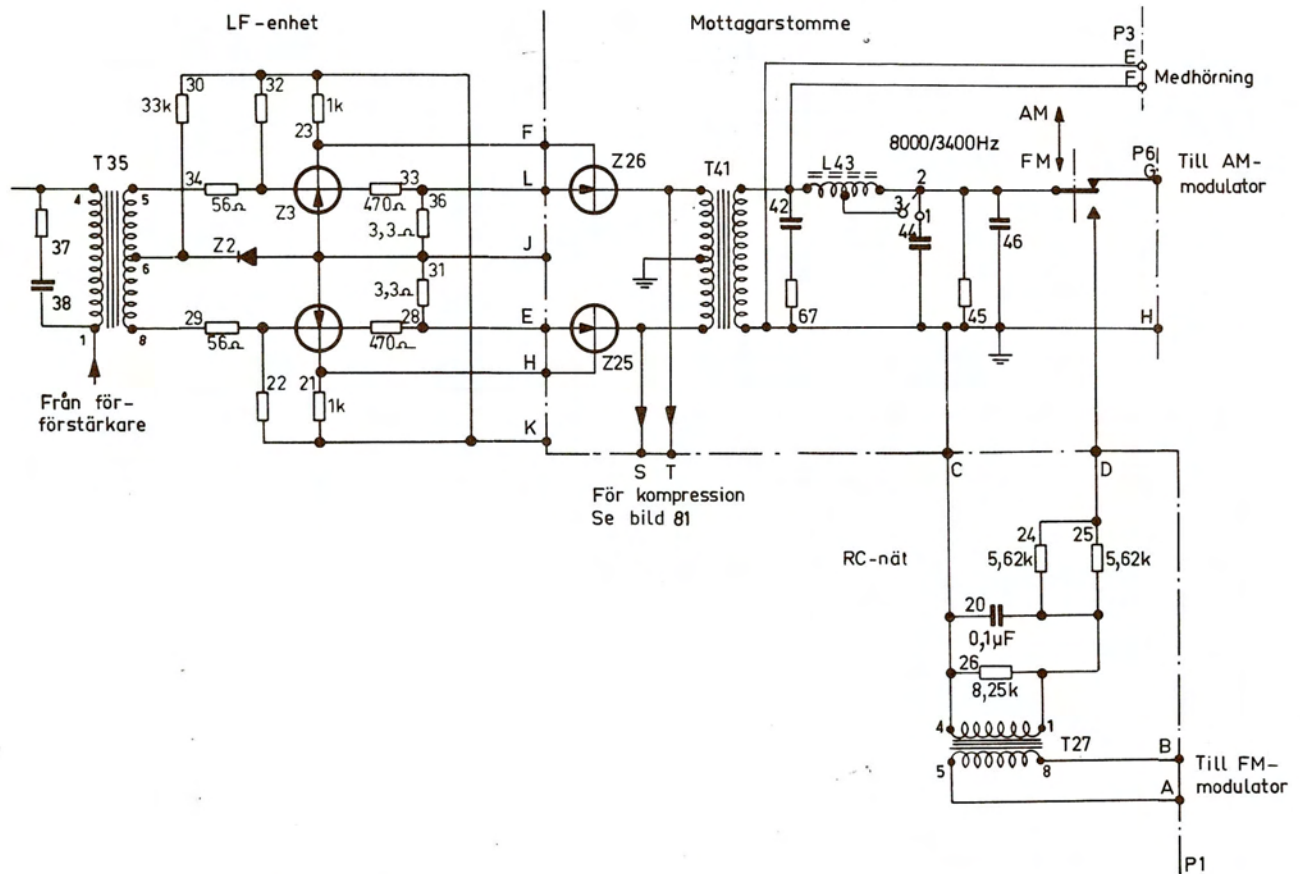 LF-enhet
Mottagarstomme
P3
E
F
Medhörning
30
33k
32
1k
23
F
AM
FM
8000/3400Hz
T35
Z26
T41
L43
P6
G
Till AM-
modulator
4
5
34
56Ω
Z3
33
470Ω
L
2
3
1
36
3,3Ω
42
44
46
37
Z2
J
6
31
3,3Ω
38
29
56Ω
28
470Ω
E
67
45
H
1
8
Z25
H
22
21
1k
Från för-
förstärkare
K
S
T
C
D
För kompression
Se bild 81
RC-nät
24
5,62k
25
5,62k
20
0,1µF
26
8,25k
4
1
T27
5
8
B
Till FM-
modulator
A
P1